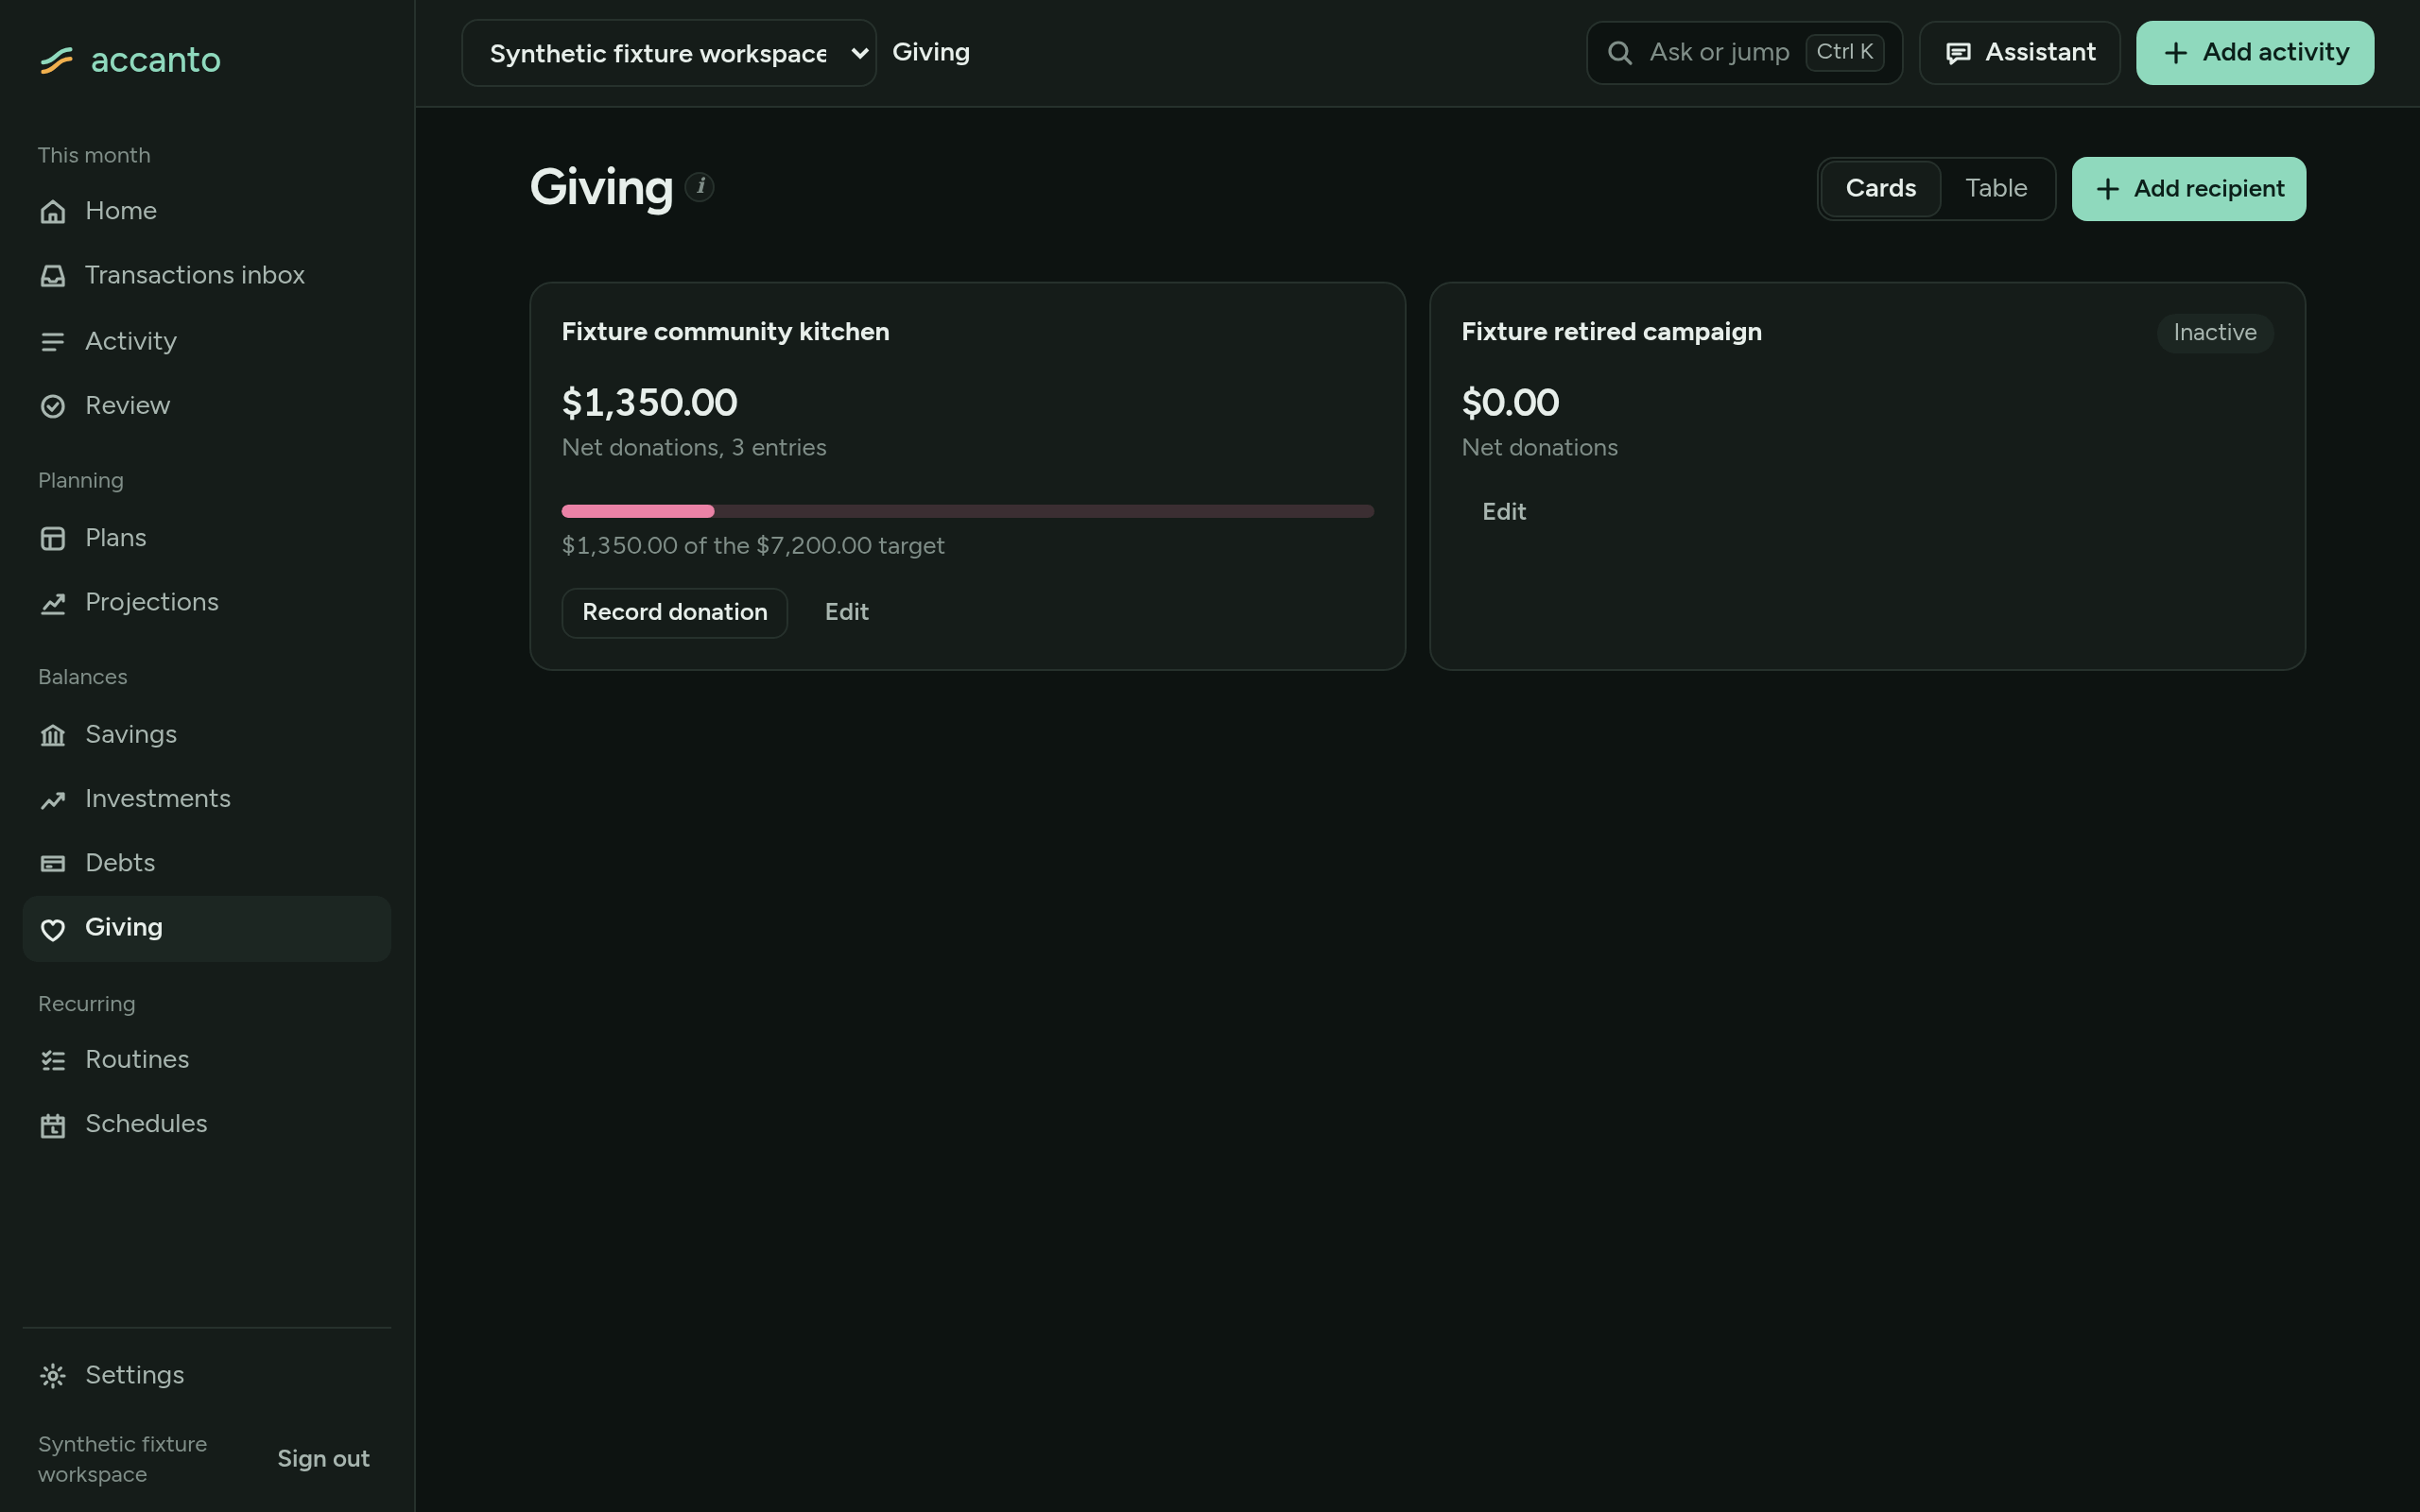 accanto
This month
Home
Transactions inbox
Activity
Review
Planning
Plans
Projections
Balances
Savings
Investments
Debts
Giving
Recurring
Routines
Schedules
Settings
Synthetic fixture
workspace
Sign out
Synthetic fixture workspace
Giving
Ask or jump
Ctrl K
Assistant
Add activity
Giving
i
Cards
Table
Add recipient
Fixture community kitchen
$1,350.00
Net donations, 3 entries
$1,350.00 of the $7,200.00 target
Record donation
Edit
Fixture retired campaign
Inactive
$0.00
Net donations
Edit